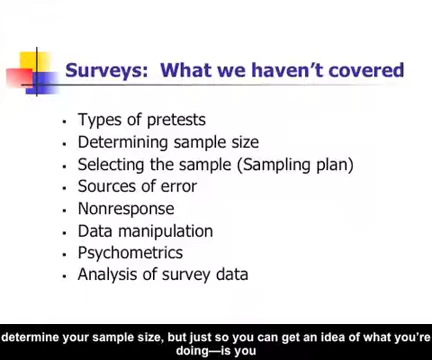 Surveys:  What we haven't covered
Types of pretests
Determining sample size
Selecting the sample (Sampling plan)
Sources of error
Nonresponse
Data manipulation
Psychometrics
Analysis of survey data
determine your sample size, but just so you can get an idea of what you're
doing—is you